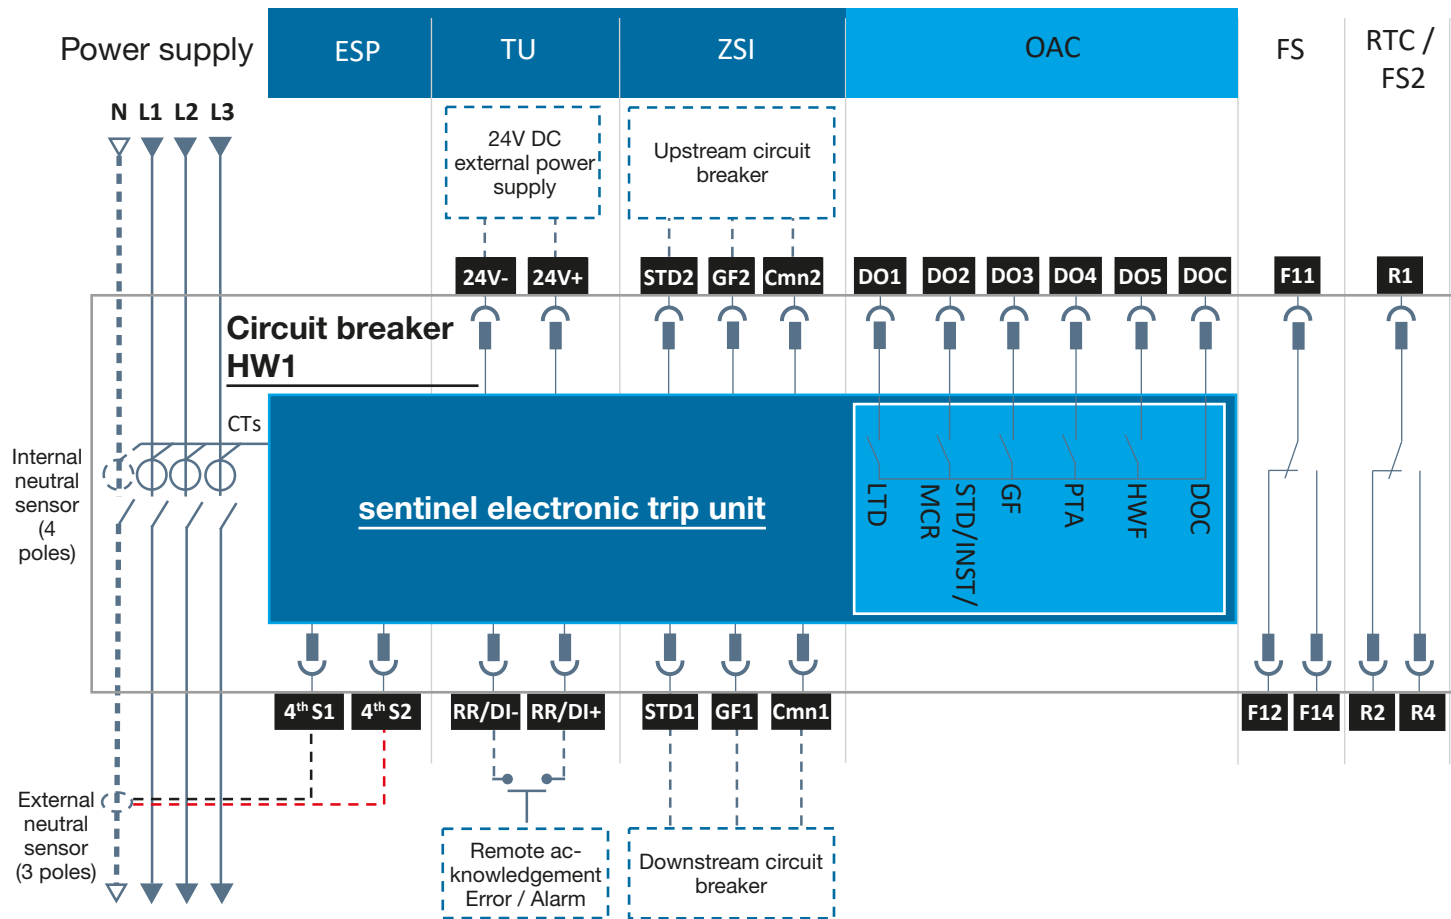 Power supply
ESP
TU
ZSI
OAC
FS
RTC /
FS2
N L1 L2 L3
24V DC
external power
supply
Upstream circuit
breaker
24V-
24V+
STD2
GF2
Cmn2
DO1
DO2
DO3
DO4
DO5
DOC
F11
R1
Circuit breaker
HW1
CTs
Internal
neutral
sensor
(4
poles)
sentinel electronic trip unit
LTD
STD/INST/
MCR
GF
PTA
HWF
DOC
4th S1
4th S2
RR/DI-
RR/DI+
STD1
GF1
Cmn1
F12
F14
R2
R4
External
neutral
sensor
(3 poles)
Remote ac-
knowledgement
Error / Alarm
Downstream circuit
breaker